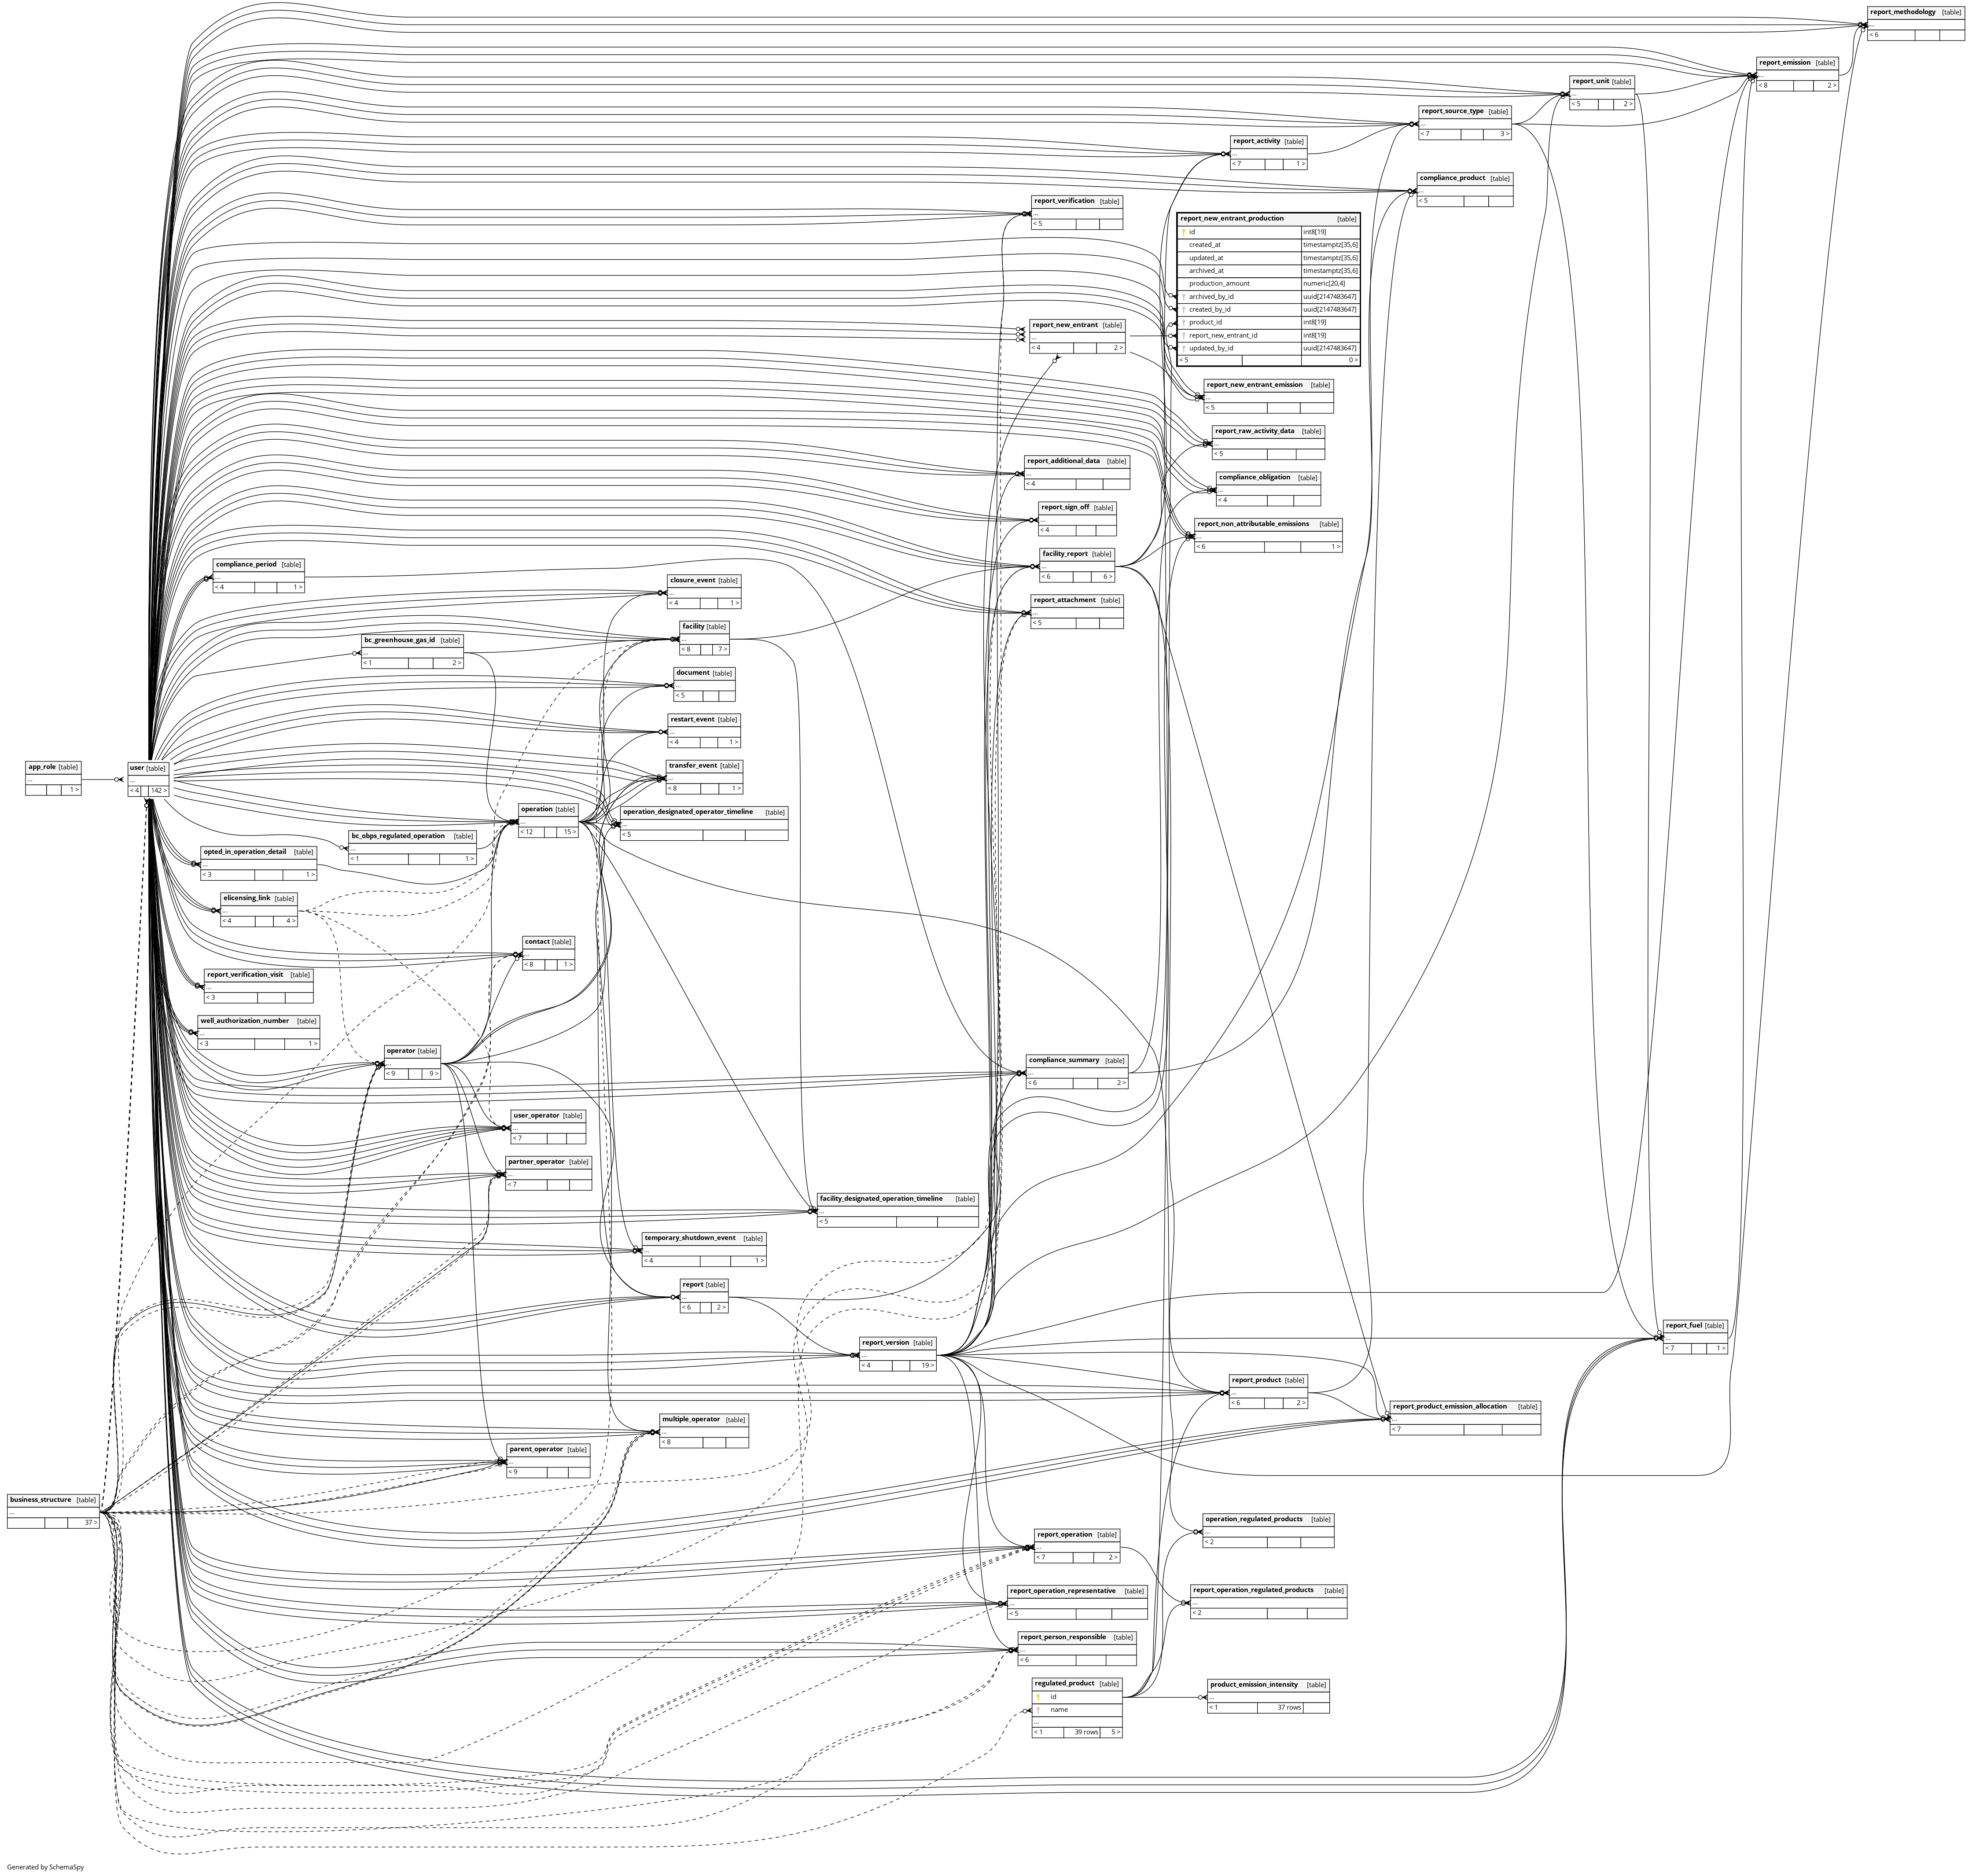 report_methodology [table]
...
< 6
report_emission [table]
...
< 8 2 >
report_unit [table]
...
< 5 2 >
report_source_type [table]
...
< 7 3 >
report_activity [table]
...
< 7 1 >
compliance_product [table]
...
< 5
report_verification [table]
...
< 5
report_new_entrant_production [table]
id int8[19]
created_at timestamptz[35,6]
updated_at timestamptz[35,6]
archived_at timestamptz[35,6]
production_amount numeric[20,4]
archived_by_id uuid[2147483647]
created_by_id uuid[2147483647]
product_id int8[19]
report_new_entrant_id int8[19]
updated_by_id uuid[2147483647]
< 5 0 >
report_new_entrant [table]
...
< 4 2 >
report_new_entrant_emission [table]
...
< 5
report_raw_activity_data [table]
...
< 5
report_additional_data [table]
...
< 4
compliance_obligation [table]
...
< 4
report_sign_off [table]
...
< 4
report_non_attributable_emissions [table]
...
< 6 1 >
facility_report [table]
...
< 6 6 >
compliance_period [table]
...
< 4 1 >
closure_event [table]
...
< 4 1 >
report_attachment [table]
...
< 5
facility [table]
...
< 8 7 >
bc_greenhouse_gas_id [table]
...
< 1 2 >
document [table]
...
< 5
restart_event [table]
...
< 4 1 >
app_role [table]
...
1 >
user [table]
...
< 4 142 >
transfer_event [table]
...
< 8 1 >
operation [table]
...
< 12 15 >
operation_designated_operator_timeline [table]
...
< 5
bc_obps_regulated_operation [table]
...
< 1 1 >
opted_in_operation_detail [table]
...
< 3 1 >
elicensing_link [table]
...
< 4 4 >
contact [table]
...
< 8 1 >
report_verification_visit [table]
...
< 3
well_authorization_number [table]
...
< 3 1 >
operator [table]
...
< 9 9 >
compliance_summary [table]
...
< 6 2 >
user_operator [table]
...
< 7
partner_operator [table]
...
< 7
facility_designated_operation_timeline [table]
...
< 5
temporary_shutdown_event [table]
...
< 4 1 >
report [table]
...
< 6 2 >
report_version [table]
...
< 4 19 >
report_fuel [table]
...
< 7 1 >
report_product [table]
...
< 6 2 >
report_product_emission_allocation [table]
...
< 7
multiple_operator [table]
...
< 8
parent_operator [table]
...
< 9
business_structure [table]
...
37 >
operation_regulated_products [table]
...
< 2
report_operation [table]
...
< 7 2 >
report_operation_representative [table]
...
< 5
report_operation_regulated_products [table]
...
< 2
report_person_responsible [table]
...
< 6
regulated_product [table]
id
name
...
< 1 39 rows 5 >
product_emission_intensity [table]
...
< 1 37 rows
Generated by SchemaSpy